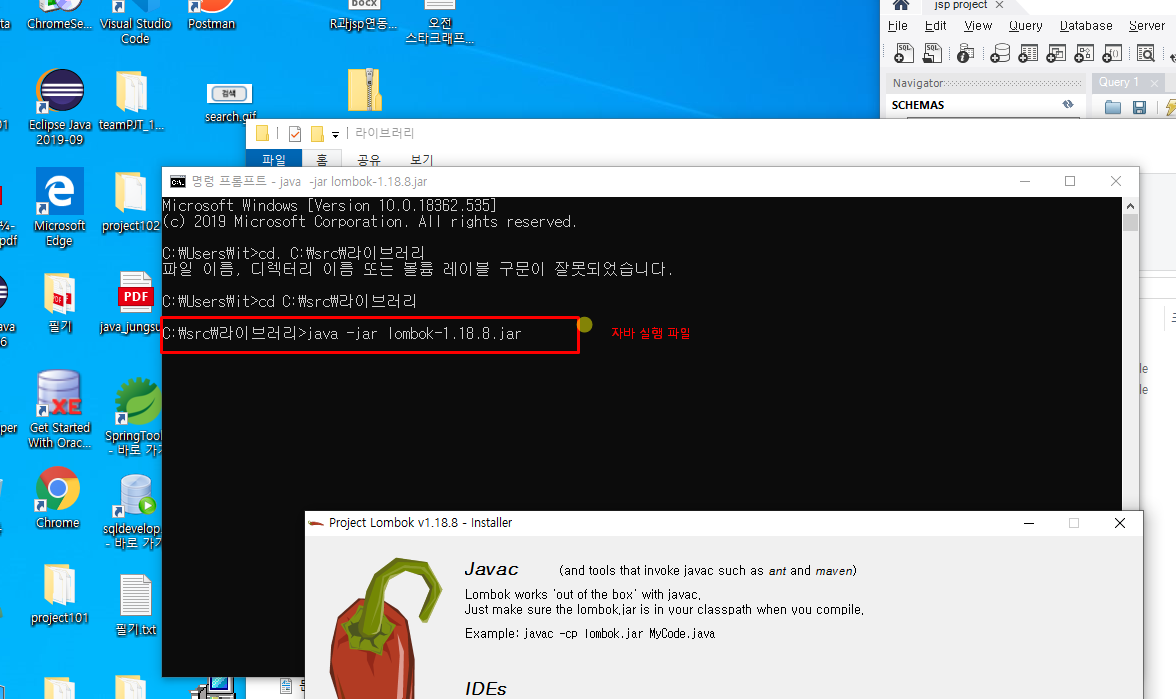 ChromeSe...
Visual Studio
Code
Postman
DOCX
R과jsp연동...
오전
스타크래프...
Eclipse Java
2019-09
teamPJT_1...
검색
search.gif
Microsoft
Edge
project102
pdf
필기
PDF
java_jungsu
Get Started
With Orac...
XE
SpringTool
- 바로 가기
Chrome
sqldevelop
- 바로 가기
project101
필기.txt
jsp project
File Edit View Query Database Server
Navigator
Query 1
SCHEMAS
라이브러리
파일 홈 공유 보기
명령 프롬프트 - java -jar lombok-1.18.8.jar
Microsoft Windows [Version 10.0.18362.535]
(c) 2019 Microsoft Corporation. All rights reserved.
C:₩Users₩it>cd. C:₩src₩라이브러리
파일 이름, 디렉터리 이름 또는 볼륨 레이블 구문이 잘못되었습니다.
C:₩Users₩it>cd C:₩src₩라이브러리
C:₩src₩라이브러리>java -jar lombok-1.18.8.jar
자바 실행 파일
Project Lombok v1.18.8 - Installer
Javac (and tools that invoke javac such as ant and maven)
Lombok works 'out of the box' with javac.
Just make sure the lombok.jar is in your classpath when you compile.
Example: javac -cp lombok.jar MyCode.java
IDEs